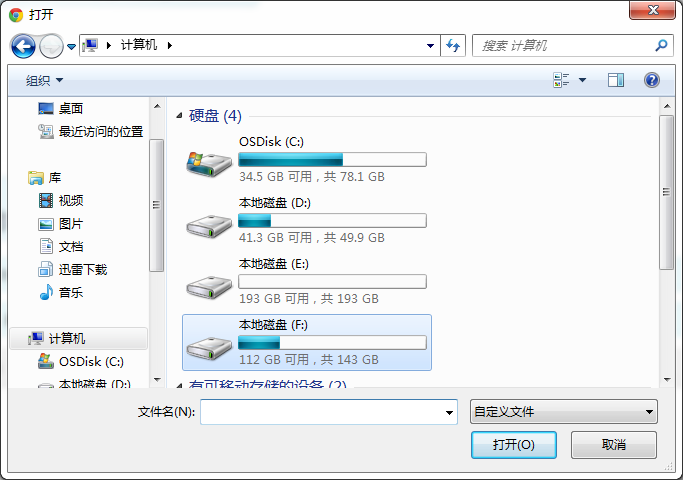 打开
计算机
搜索 计算机
组织
桌面
最近访问的位置
库
视频
图片
文档
迅雷下载
音乐
计算机
OSDisk (C:)
本地磁盘 (D:)
硬盘 (4)
OSDisk (C:)
34.5 GB 可用，共 78.1 GB
本地磁盘 (D:)
41.3 GB 可用，共 49.9 GB
本地磁盘 (E:)
193 GB 可用，共 193 GB
本地磁盘 (F:)
112 GB 可用，共 143 GB
有可移动存储的设备 (2)
文件名(N):
自定义文件
打开(O)
取消